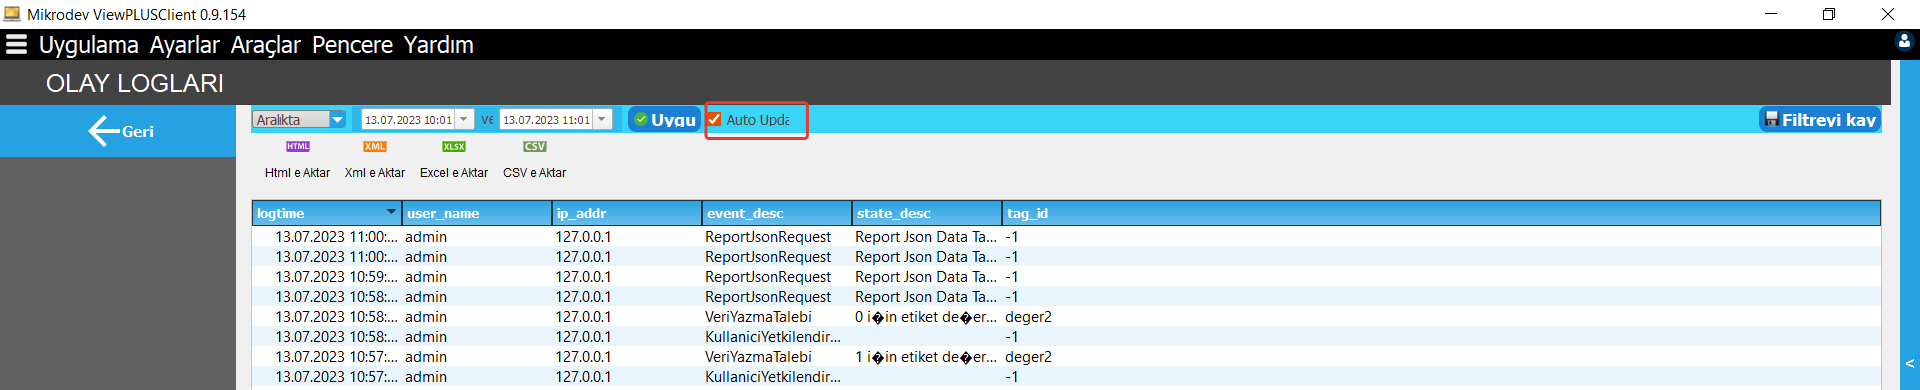 Mikrodev ViewPLUSClient 0.9.154
Uygulama Ayarlar Araçlar Pencere Yardım
OLAY LOGLARI
Geri
Aralıkta 13.07.2023 10:01 ve 13.07.2023 11:01 Uygu Auto Upda Filtreyi kay
HTML XML XLSX CSV
Html e Aktar Xml e Aktar Excel e Aktar CSV e Aktar
logtime user_name ip_addr event_desc state_desc tag_id
13.07.2023 11:00:... admin 127.0.0.1 ReportJsonRequest Report Json Data Ta... -1
13.07.2023 11:00:... admin 127.0.0.1 ReportJsonRequest Report Json Data Ta... -1
13.07.2023 10:59:... admin 127.0.0.1 ReportJsonRequest Report Json Data Ta... -1
13.07.2023 10:58:... admin 127.0.0.1 ReportJsonRequest Report Json Data Ta... -1
13.07.2023 10:58:... admin 127.0.0.1 VeriYazmaTalebi 0 i�in etiket de�er... deger2
13.07.2023 10:58:... admin 127.0.0.1 KullaniciYetkilendir... -1
13.07.2023 10:57:... admin 127.0.0.1 VeriYazmaTalebi 1 i�in etiket de�er... deger2
13.07.2023 10:57:... admin 127.0.0.1 KullaniciYetkilendir... -1
<